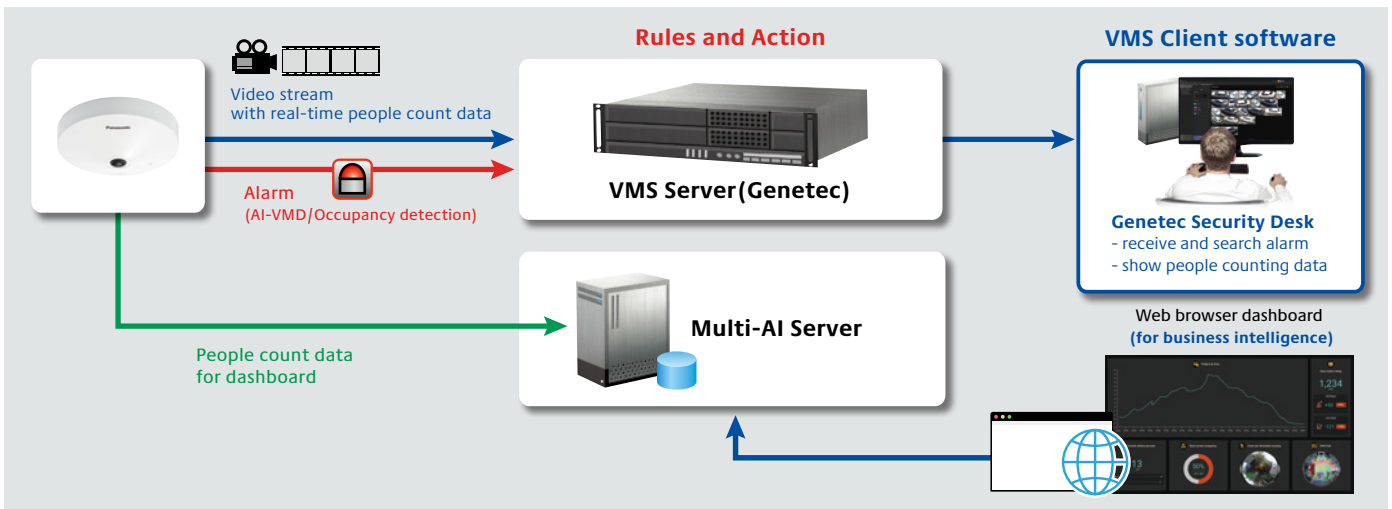 Rules and Action
VMS Client software
Panasonic
Video stream
with real-time people count data
Alarm
(AI-VMD/Occupancy detection)
VMS Server(Genetec)
Genetec Security Desk
- receive and search alarm
- show people counting data
Multi-AI Server
People count data
for dashboard
Web browser dashboard
(for business intelligence)
1,234
13
50%